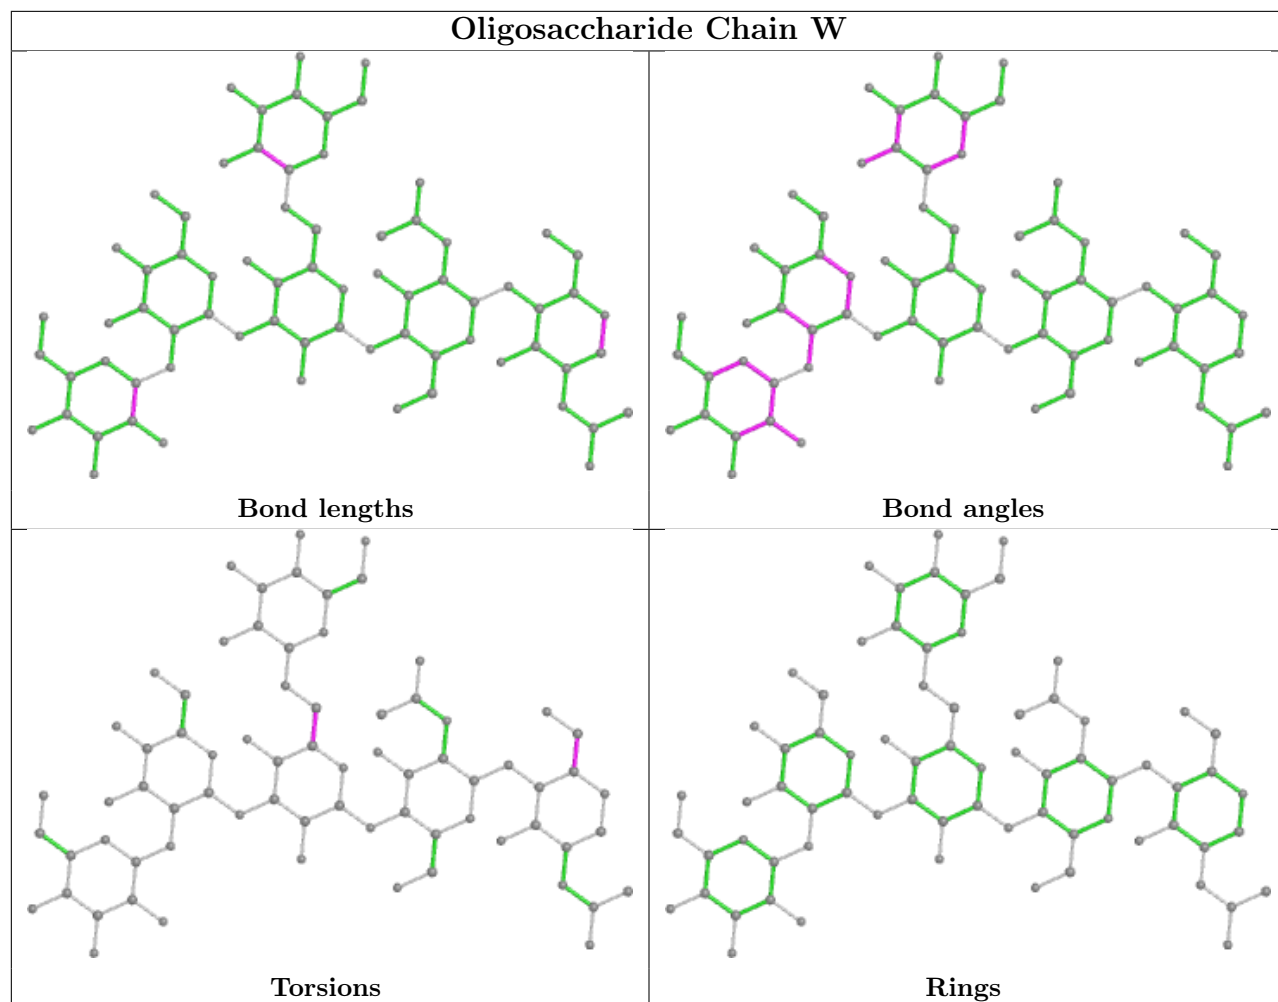 Oligosaccharide Chain W
Bond lengths
Bond angles
Torsions
Rings